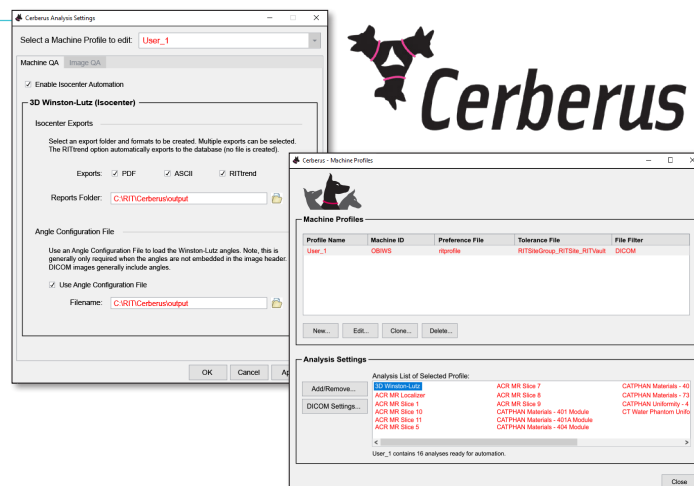 Cerberus Analysis Settings
Select a Machine Profile to edit: User_1
Machine QA Image QA
Enable Isocenter Automation
3D Winston-Lutz (Isocenter)
Isocenter Exports
Select an export folder and formats to be created. Multiple exports can be selected.
The RITtrend option automatically exports to the database (no file is created).
Exports: PDF ASCII RITtrend
Reports Folder: C:\RIT\Cerberus\output
Angle Configuration File
Use an Angle Configuration File to load the Winston-Lutz angles. Note, this is
generally only required when the angles are not embedded in the image header.
DICOM images generally include angles.
Use Angle Configuration File
Filename: C:\RIT\Cerberus\output
OK Cancel Ap
Cerberus
Cerberus - Machine Profiles
Machine Profiles
Profile Name Machine ID Preference File Tolerance File File Filter
User_1 OBIWS ritprofile RITSiteGroup_RITSite_RITVault DICOM
New... Edit... Clone... Delete...
Analysis Settings
Analysis List of Selected Profile:
Add/Remove...
DICOM Settings...
3D Winston-Lutz ACR MR Slice 7 CATPHAN Materials - 40
ACR MR Localizer ACR MR Slice 8 CATPHAN Materials - 73
ACR MR Slice 1 ACR MR Slice 9 CATPHAN Uniformity - 4
ACR MR Slice 10 CATPHAN Materials - 401 Module CT Water Phantom Unifo
ACR MR Slice 11 CATPHAN Materials - 401A Module
ACR MR Slice 5 CATPHAN Materials - 404 Module
User_1 contains 16 analyses ready for automation.
Close